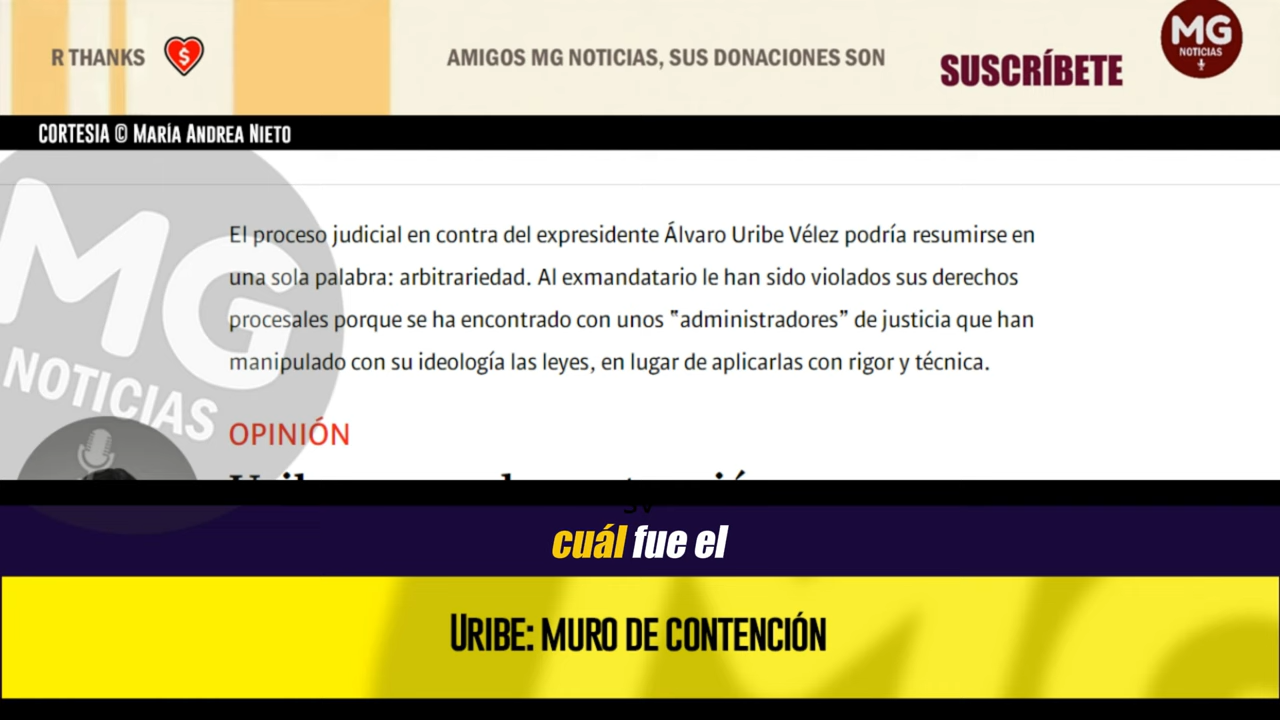 R THANKS
$
AMIGOS MG NOTICIAS, SUS DONACIONES SON
SUSCRÍBETE
MG
NOTICIAS
CORTESIA © MARÍA ANDREA NIETO
MG
NOTICIAS
El proceso judicial en contra del expresidente Álvaro Uribe Vélez podría resumirse en
una sola palabra: arbitrariedad. Al exmandatario le han sido violados sus derechos
procesales porque se ha encontrado con unos “administradores” de justicia que han
manipulado con su ideología las leyes, en lugar de aplicarlas con rigor y técnica.
OPINIÓN
cuál fue el
URIBE: MURO DE CONTENCIÓN